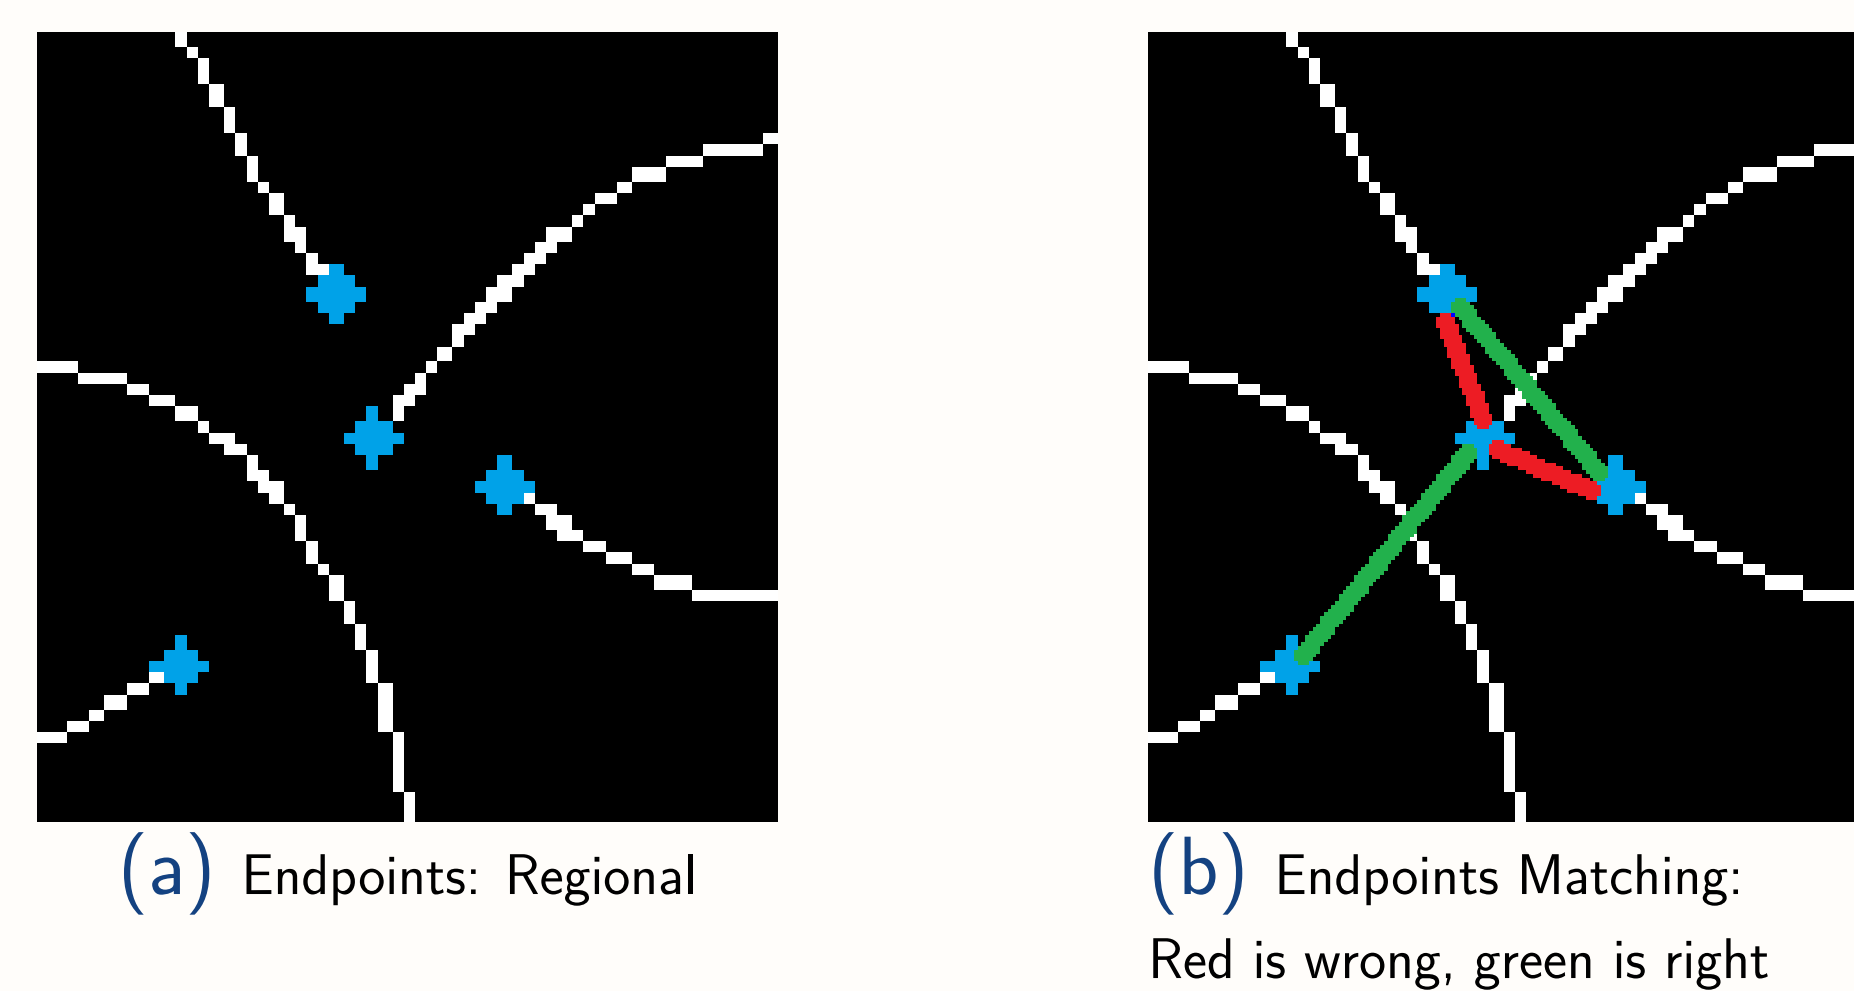 (a) Endpoints: Regional
(b) Endpoints Matching:
Red is wrong, green is right